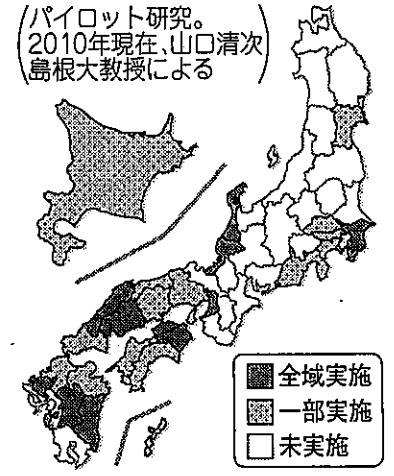 パイロット研究。
2010年現在、山口清次
島根大教授による
全域実施
一部実施
未実施